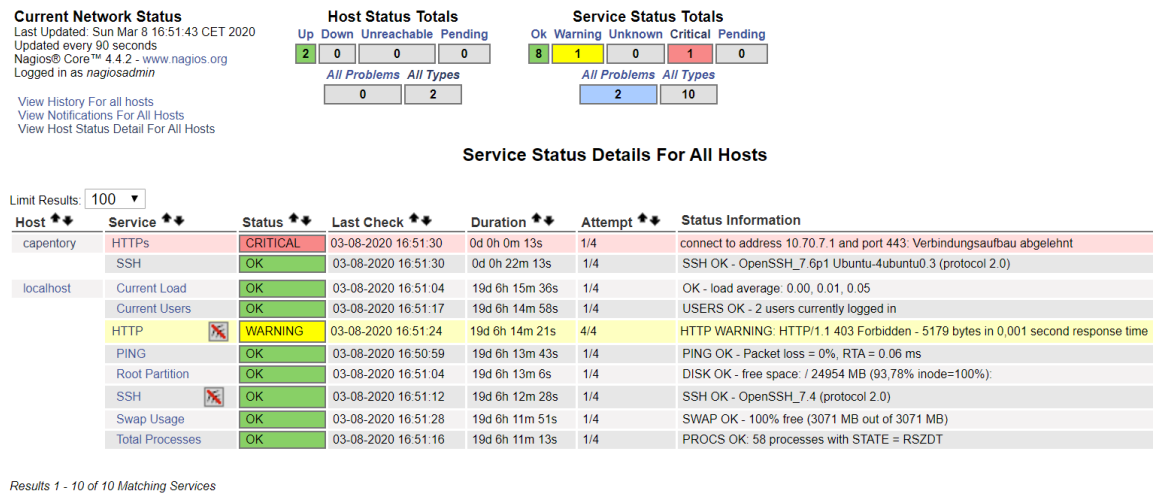 Current Network Status
Last Updated: Sun Mar 8 16:51:43 CET 2020
Updated every 90 seconds
Nagios® Core™ 4.4.2 - www.nagios.org
Logged in as nagiosadmin
View History For all hosts
View Notifications For All Hosts
View Host Status Detail For All Hosts
Host Status Totals
Up Down Unreachable Pending
2 0 0 0
All Problems All Types
0 2
Service Status Totals
Ok Warning Unknown Critical Pending
8 1 0 1 0
All Problems All Types
2 10
Service Status Details For All Hosts
Limit Results: 100
Host Service Status Last Check Duration Attempt Status Information
capentory HTTPs CRITICAL 03-08-2020 16:51:30 0d 0h 0m 13s 1/4 connect to address 10.70.7.1 and port 443: Verbindungsaufbau abgelehnt
SSH OK 03-08-2020 16:51:30 0d 0h 22m 13s 1/4 SSH OK - OpenSSH_7.6p1 Ubuntu-4ubuntu0.3 (protocol 2.0)
localhost Current Load OK 03-08-2020 16:51:04 19d 6h 15m 36s 1/4 OK - load average: 0.00, 0.01, 0.05
Current Users OK 03-08-2020 16:51:17 19d 6h 14m 58s 1/4 USERS OK - 2 users currently logged in
HTTP WARNING 03-08-2020 16:51:24 19d 6h 14m 21s 4/4 HTTP WARNING: HTTP/1.1 403 Forbidden - 5179 bytes in 0,001 second response time
PING OK 03-08-2020 16:50:59 19d 6h 13m 43s 1/4 PING OK - Packet loss = 0%, RTA = 0.06 ms
Root Partition OK 03-08-2020 16:51:04 19d 6h 13m 6s 1/4 DISK OK - free space: / 24954 MB (93,78% inode=100%):
SSH OK 03-08-2020 16:51:12 19d 6h 12m 28s 1/4 SSH OK - OpenSSH_7.4 (protocol 2.0)
Swap Usage OK 03-08-2020 16:51:28 19d 6h 11m 51s 1/4 SWAP OK - 100% free (3071 MB out of 3071 MB)
Total Processes OK 03-08-2020 16:51:16 19d 6h 11m 13s 1/4 PROCS OK: 58 processes with STATE = RSZDT
Results 1 - 10 of 10 Matching Services